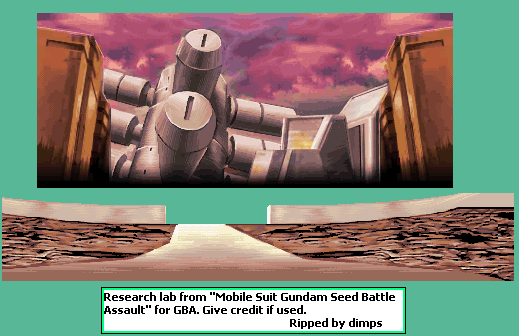 Research lab from "Mobile Suit Gundam Seed Battle
Assault" for GBA. Give credit if used.
Ripped by dimps